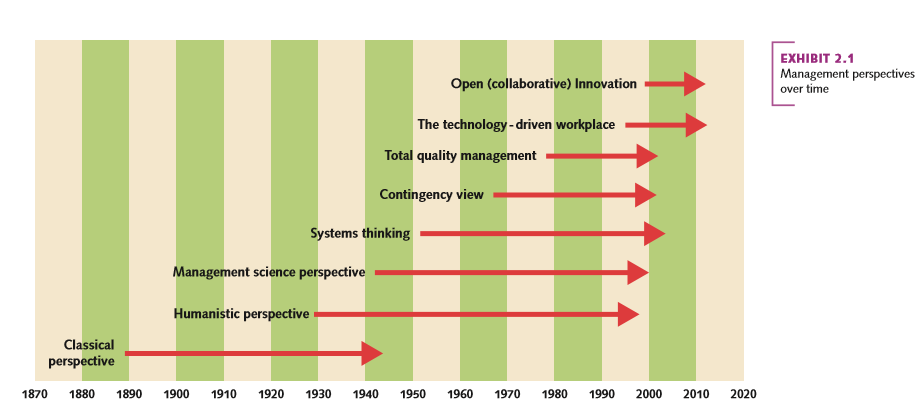 EXHIBIT 2.1
Management perspectives
over time
Open (collaborative) Innovation
The technology-driven workplace
Total quality management
Contingency view
Systems thinking
Management science perspective
Humanistic perspective
Classical
perspective
1870 1880 1890 1900 1910 1920 1930 1940 1950 1960 1970 1980 1990 2000 2010 2020